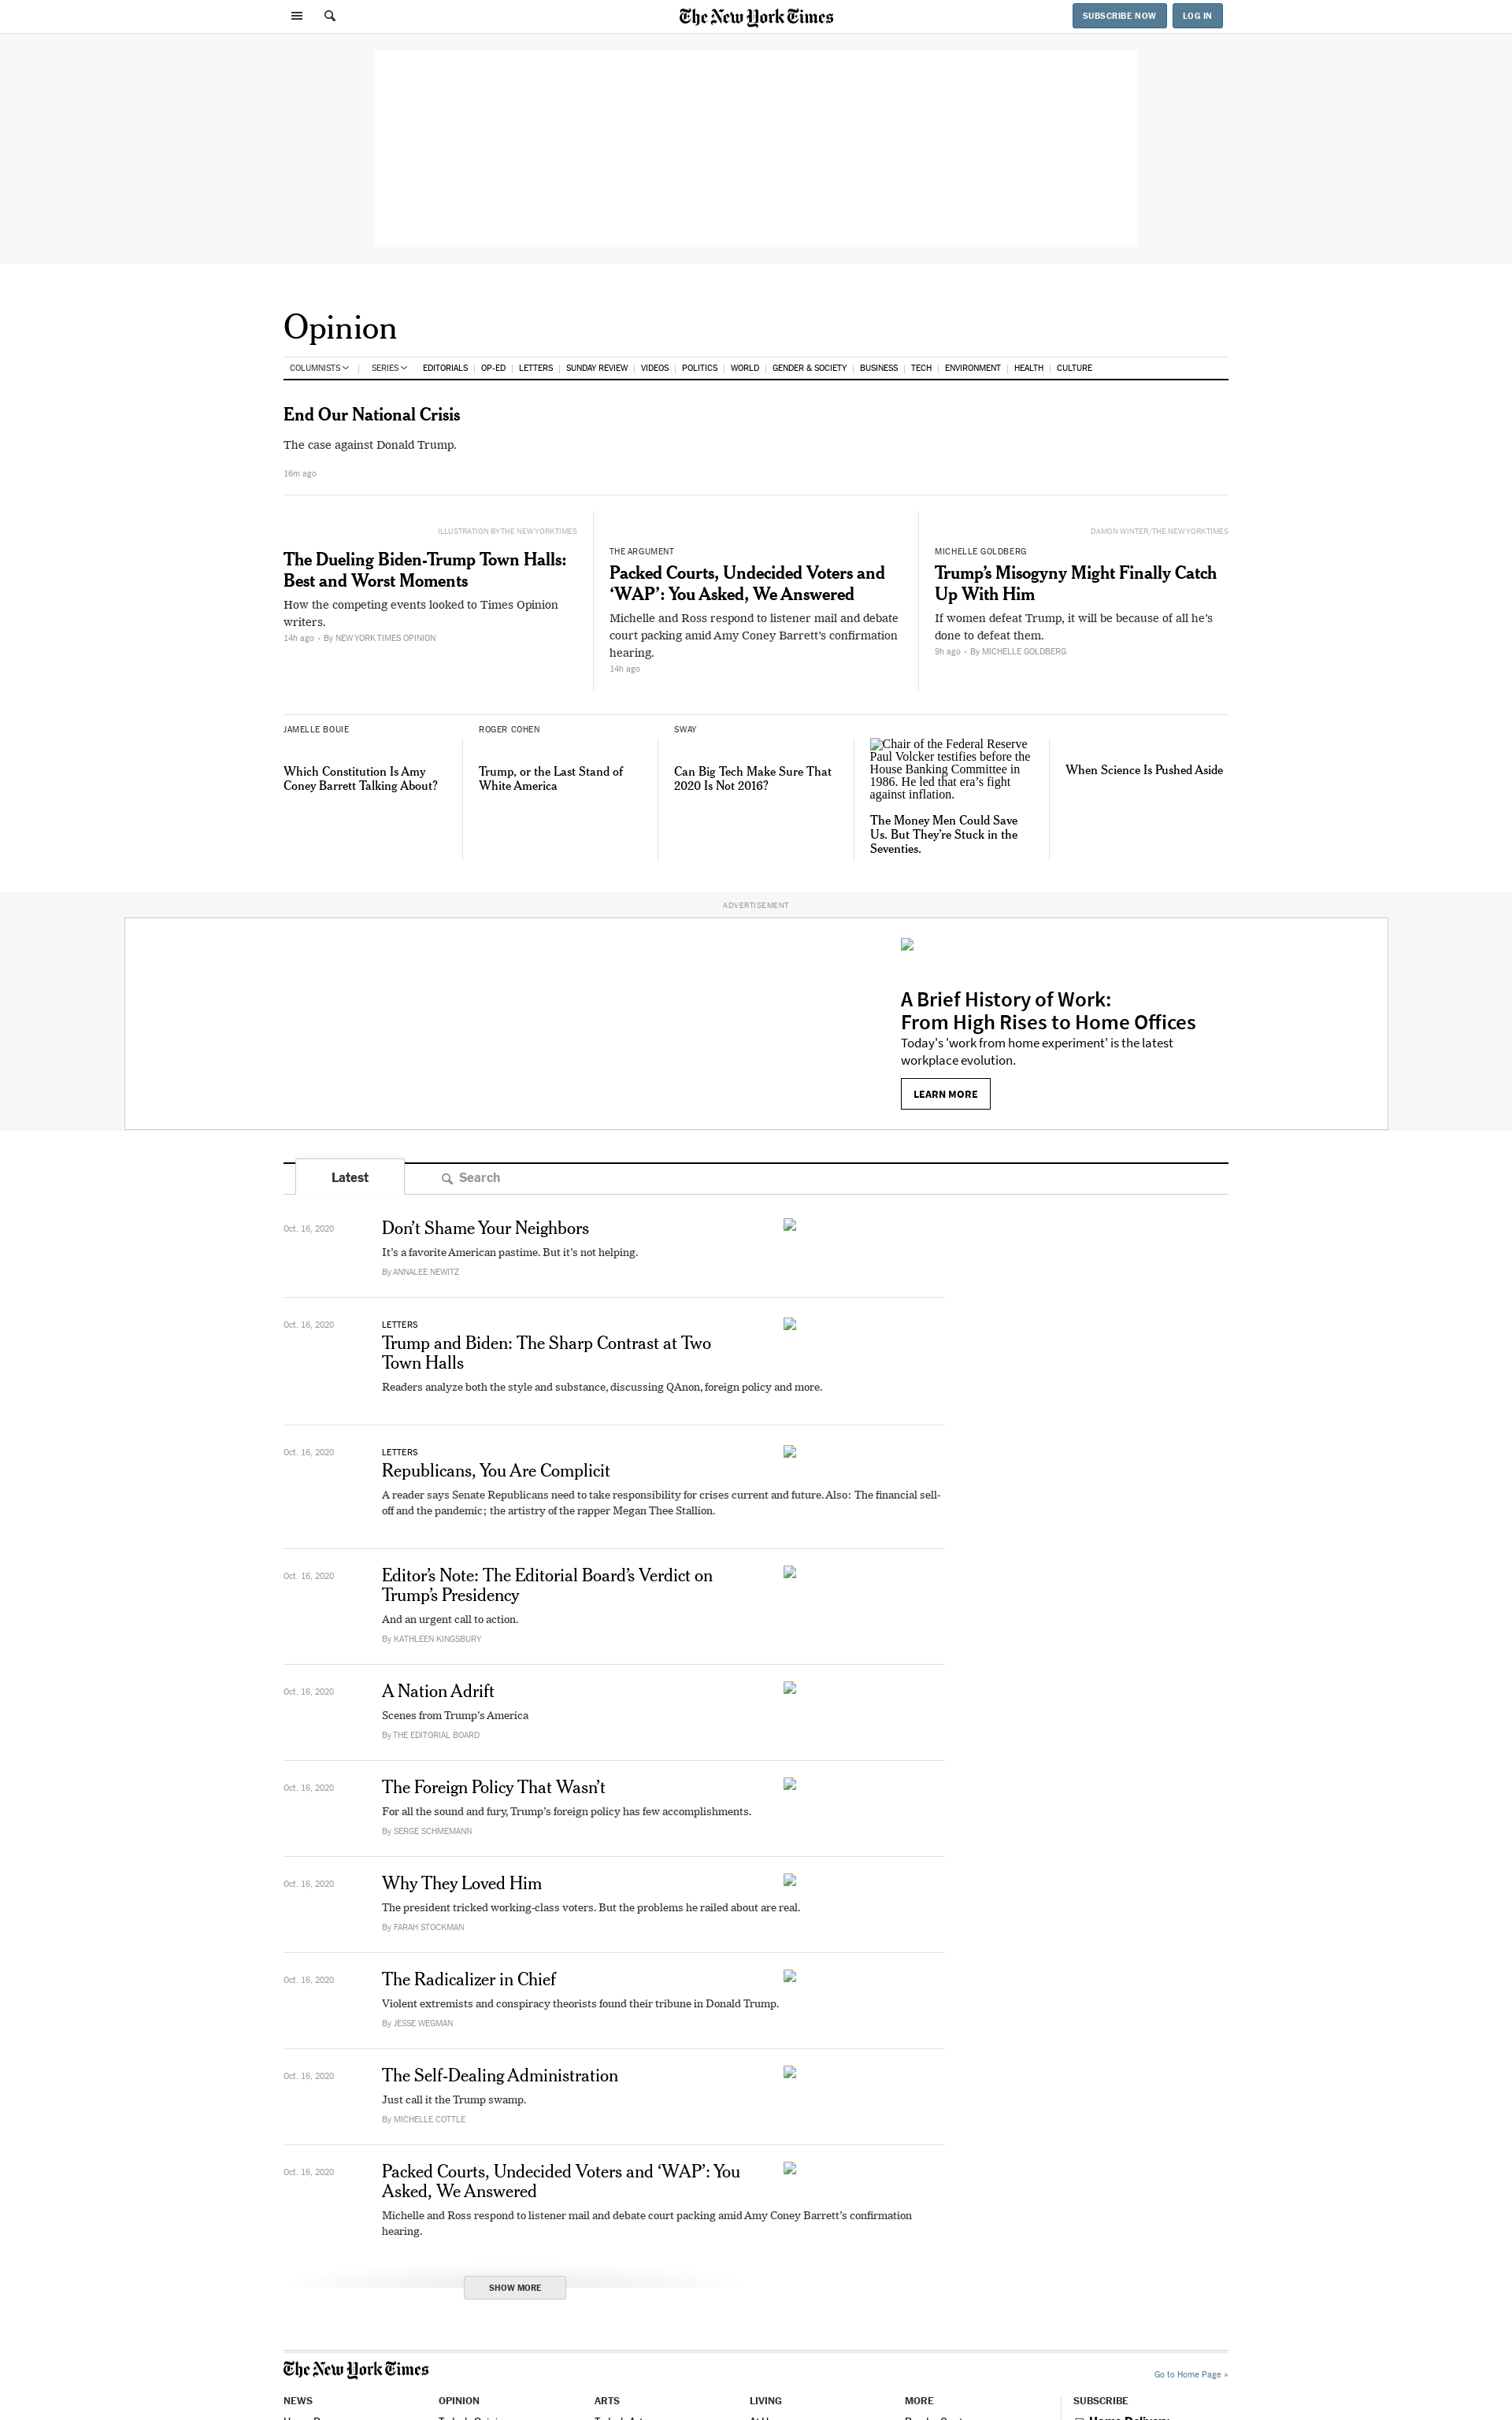 The New York Times
SUBSCRIBE NOW
LOG IN
Opinion
COLUMNISTS
SERIES
EDITORIALS
OP-ED
LETTERS
SUNDAY REVIEW
VIDEOS
POLITICS
WORLD
GENDER & SOCIETY
BUSINESS
TECH
ENVIRONMENT
HEALTH
CULTURE
End Our National Crisis
The case against Donald Trump.
16m ago
ILLUSTRATION BY THE NEW YORK TIMES
The Dueling Biden-Trump Town Halls:
Best and Worst Moments
How the competing events looked to Times Opinion
writers.
14h ago • By NEW YORK TIMES OPINION
THE ARGUMENT
Packed Courts, Undecided Voters and
‘WAP’: You Asked, We Answered
Michelle and Ross respond to listener mail and debate
court packing amid Amy Coney Barrett’s confirmation
hearing.
14h ago
DAMON WINTER/THE NEW YORK TIMES
MICHELLE GOLDBERG
Trump’s Misogyny Might Finally Catch
Up With Him
If women defeat Trump, it will be because of all he’s
done to defeat them.
9h ago • By MICHELLE GOLDBERG
JAMELLE BOUIE
Which Constitution Is Amy
Coney Barrett Talking About?
ROGER COHEN
Trump, or the Last Stand of
White America
SWAY
Can Big Tech Make Sure That
2020 Is Not 2016?
Chair of the Federal Reserve
Paul Volcker testifies before the
House Banking Committee in
1986. He led that era’s fight
against inflation.
The Money Men Could Save
Us. But They’re Stuck in the
Seventies.
When Science Is Pushed Aside
ADVERTISEMENT
A Brief History of Work:
From High Rises to Home Offices
Today's 'work from home experiment' is the latest
workplace evolution.
LEARN MORE
Latest
Search
Oct. 16, 2020
Don’t Shame Your Neighbors
It’s a favorite American pastime. But it’s not helping.
By ANNALEE NEWITZ
Oct. 16, 2020
LETTERS
Trump and Biden: The Sharp Contrast at Two
Town Halls
Readers analyze both the style and substance, discussing QAnon, foreign policy and more.
Oct. 16, 2020
LETTERS
Republicans, You Are Complicit
A reader says Senate Republicans need to take responsibility for crises current and future. Also: The financial sell-
off and the pandemic; the artistry of the rapper Megan Thee Stallion.
Oct. 16, 2020
Editor’s Note: The Editorial Board’s Verdict on
Trump’s Presidency
And an urgent call to action.
By KATHLEEN KINGSBURY
Oct. 16, 2020
A Nation Adrift
Scenes from Trump’s America
By THE EDITORIAL BOARD
Oct. 16, 2020
The Foreign Policy That Wasn’t
For all the sound and fury, Trump’s foreign policy has few accomplishments.
By SERGE SCHMEMANN
Oct. 16, 2020
Why They Loved Him
The president tricked working-class voters. But the problems he railed about are real.
By FARAH STOCKMAN
Oct. 16, 2020
The Radicalizer in Chief
Violent extremists and conspiracy theorists found their tribune in Donald Trump.
By JESSE WEGMAN
Oct. 16, 2020
The Self-Dealing Administration
Just call it the Trump swamp.
By MICHELLE COTTLE
Oct. 16, 2020
Packed Courts, Undecided Voters and ‘WAP’: You
Asked, We Answered
Michelle and Ross respond to listener mail and debate court packing amid Amy Coney Barrett’s confirmation
hearing.
SHOW MORE
The New York Times
Go to Home Page »
NEWS
OPINION
ARTS
LIVING
MORE
SUBSCRIBE